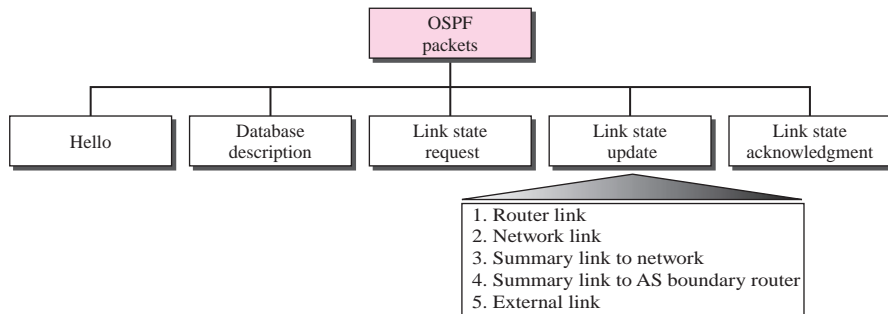 OSPF
packets
Hello
Database
description
Link state
request
Link state
update
Link state
acknowledgment
1. Router link
2. Network link
3. Summary link to network
4. Summary link to AS boundary router
5. External link